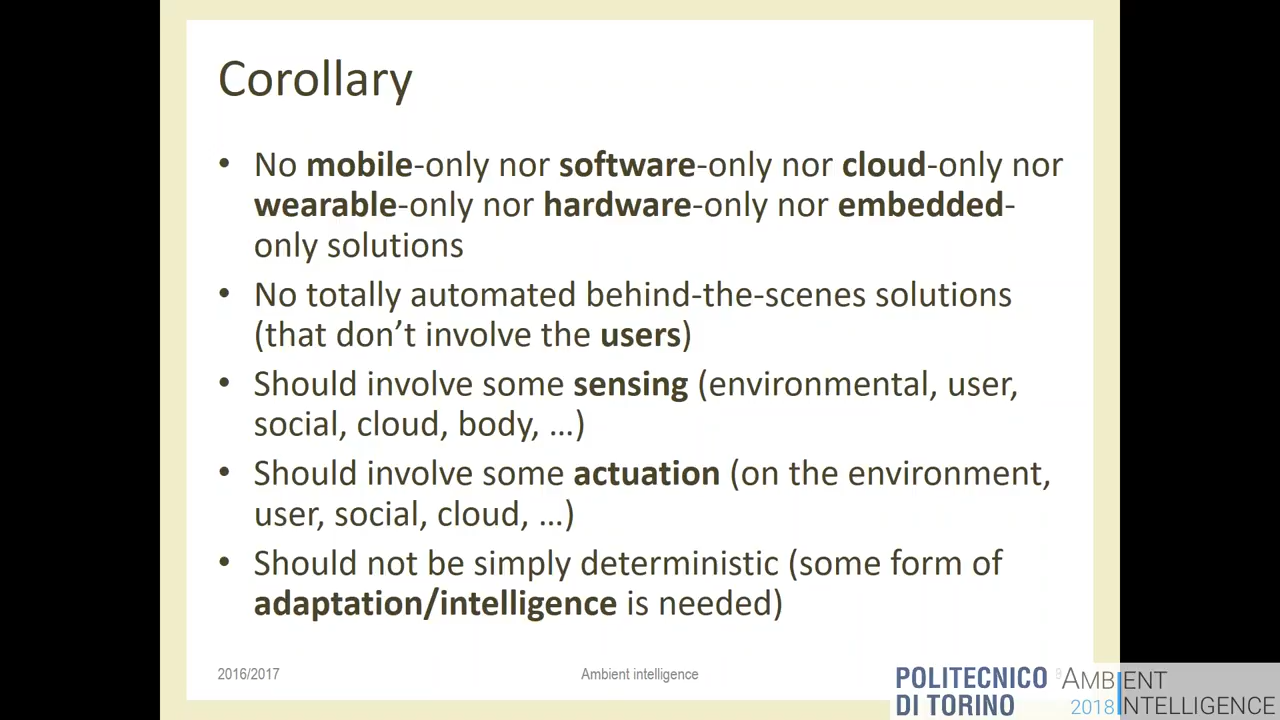 Corollary
• No mobile-only nor software-only nor cloud-only nor
wearable-only nor hardware-only nor embedded-
only solutions
• No totally automated behind-the-scenes solutions
(that don’t involve the users)
• Should involve some sensing (environmental, user,
social, cloud, body, …)
• Should involve some actuation (on the environment,
user, social, cloud, …)
• Should not be simply deterministic (some form of
adaptation/intelligence is needed)
2016/2017
Ambient intelligence
POLITECNICO
DI TORINO
AMBIENT
2018 INTELLIGENCE